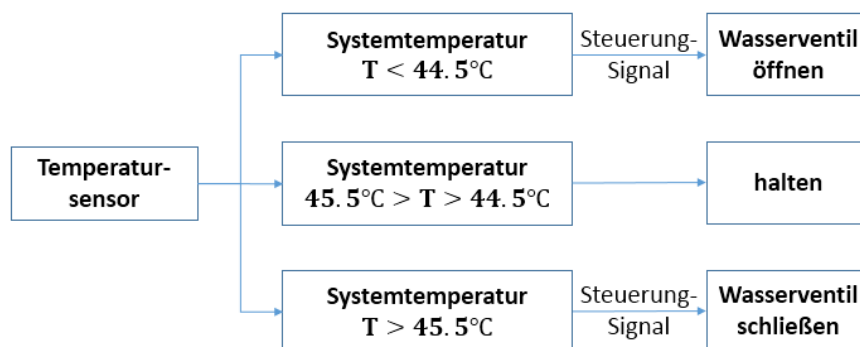 Systemtemperatur
T < 44.5°C
Steuerung-
Signal
Wasserventil
öffnen
Temperatur-
sensor
Systemtemperatur
45.5°C > T > 44.5°C
halten
Systemtemperatur
T > 45.5°C
Steuerung-
Signal
Wasserventil
schließen